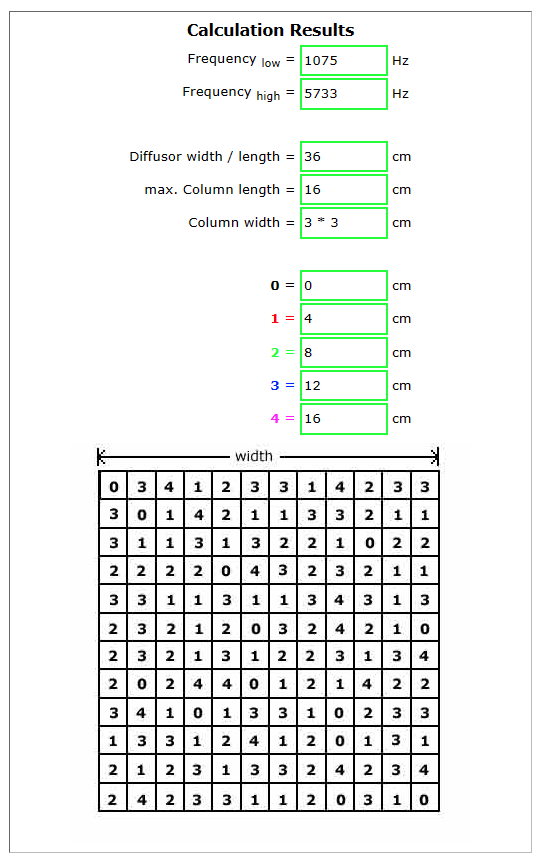 Calculation Results
Frequency low = 1075 Hz
Frequency high = 5733 Hz
Diffusor width / length = 36 cm
max. Column length = 16 cm
Column width = 3 * 3 cm
0 = 0 cm
1 = 4 cm
2 = 8 cm
3 = 12 cm
4 = 16 cm
width
0 3 4 1 2 3 3 1 4 2 3 3
3 0 1 4 2 1 1 3 3 2 1 1
3 1 1 3 1 3 2 2 1 0 2 2
2 2 2 2 0 4 3 2 3 2 1 1
3 3 1 1 3 1 1 3 4 3 1 3
2 3 2 1 2 0 3 2 4 2 1 0
2 3 2 1 3 1 2 2 3 1 3 4
2 0 2 4 4 0 1 2 1 4 2 2
3 4 1 0 1 3 3 1 0 2 3 3
1 3 3 1 2 4 1 2 0 1 3 1
2 1 2 3 1 3 3 2 4 2 3 4
2 4 2 3 3 1 1 2 0 3 1 0